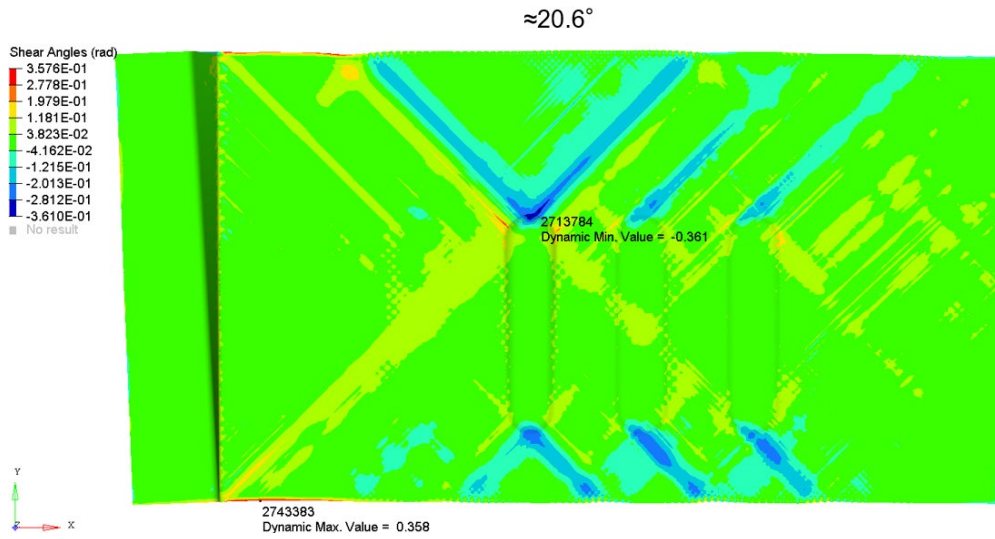 ≈20.6°
Shear Angles (rad)
3.576E-01
2.778E-01
1.979E-01
1.181E-01
3.823E-02
-4.162E-02
-1.215E-01
-2.013E-01
-2.812E-01
-3.610E-01
No result
2713784
Dynamic Min. Value = -0.361
Y
Z
X
2743383
Dynamic Max. Value = 0.358